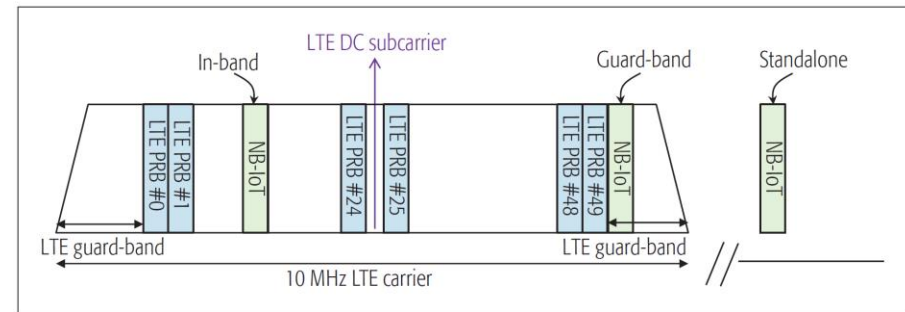 LTE DC subcarrier
In-band
Guard-band
Standalone
LTE PRB #0
LTE PRB #1
NB-IoT
LTE PRB #24
LTE PRB #25
LTE PRB #48
LTE PRB #49
NB-IoT
NB-IoT
LTE guard-band
LTE guard-band
10 MHz LTE carrier